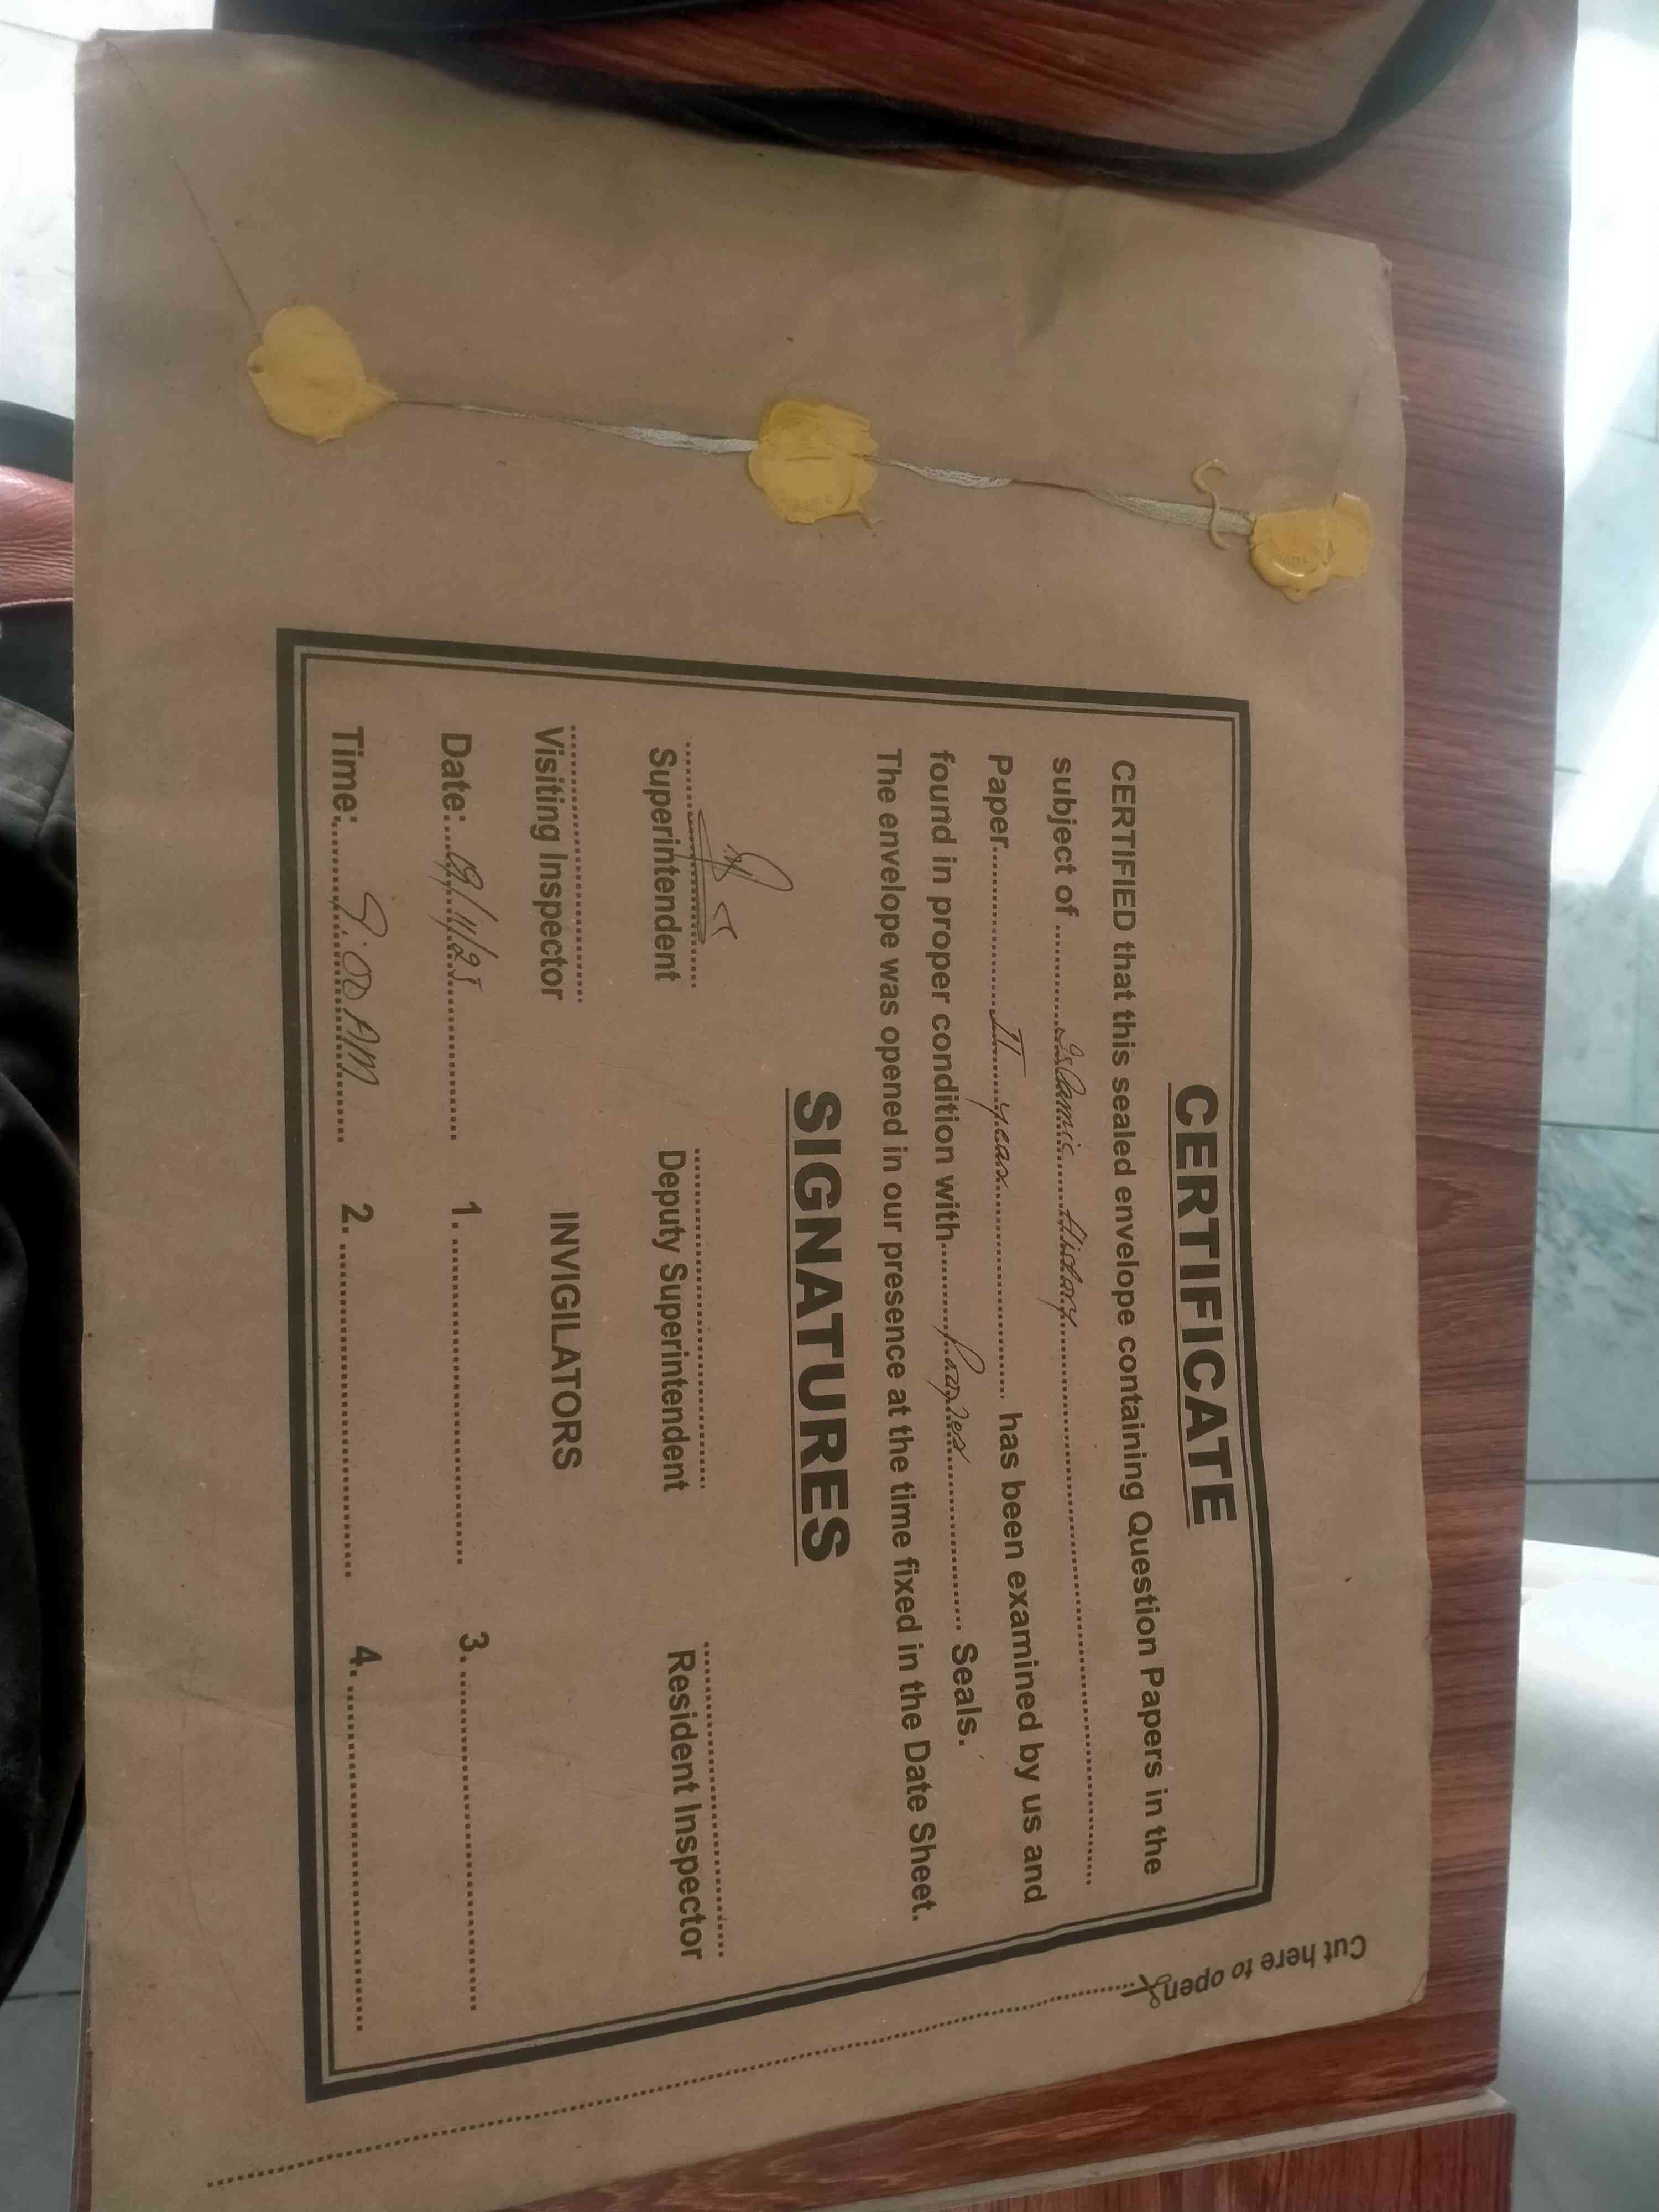 CERTIFICATE
CERTIFIED that this sealed envelope containing Question Papers in the
subject of ............Islamic History............
Paper............II year............ has been examined by us and
found in proper condition with............ Seals.
The envelope was opened in our presence at the time fixed in the Date Sheet.
SIGNATURES
Superintendent Deputy Superintendent Resident Inspector
Visiting Inspector INVIGILATORS
Date:... 1. ............ 3. ............
Time:......9:00 AM...... 2. ............ 4. ............
Cut here to open